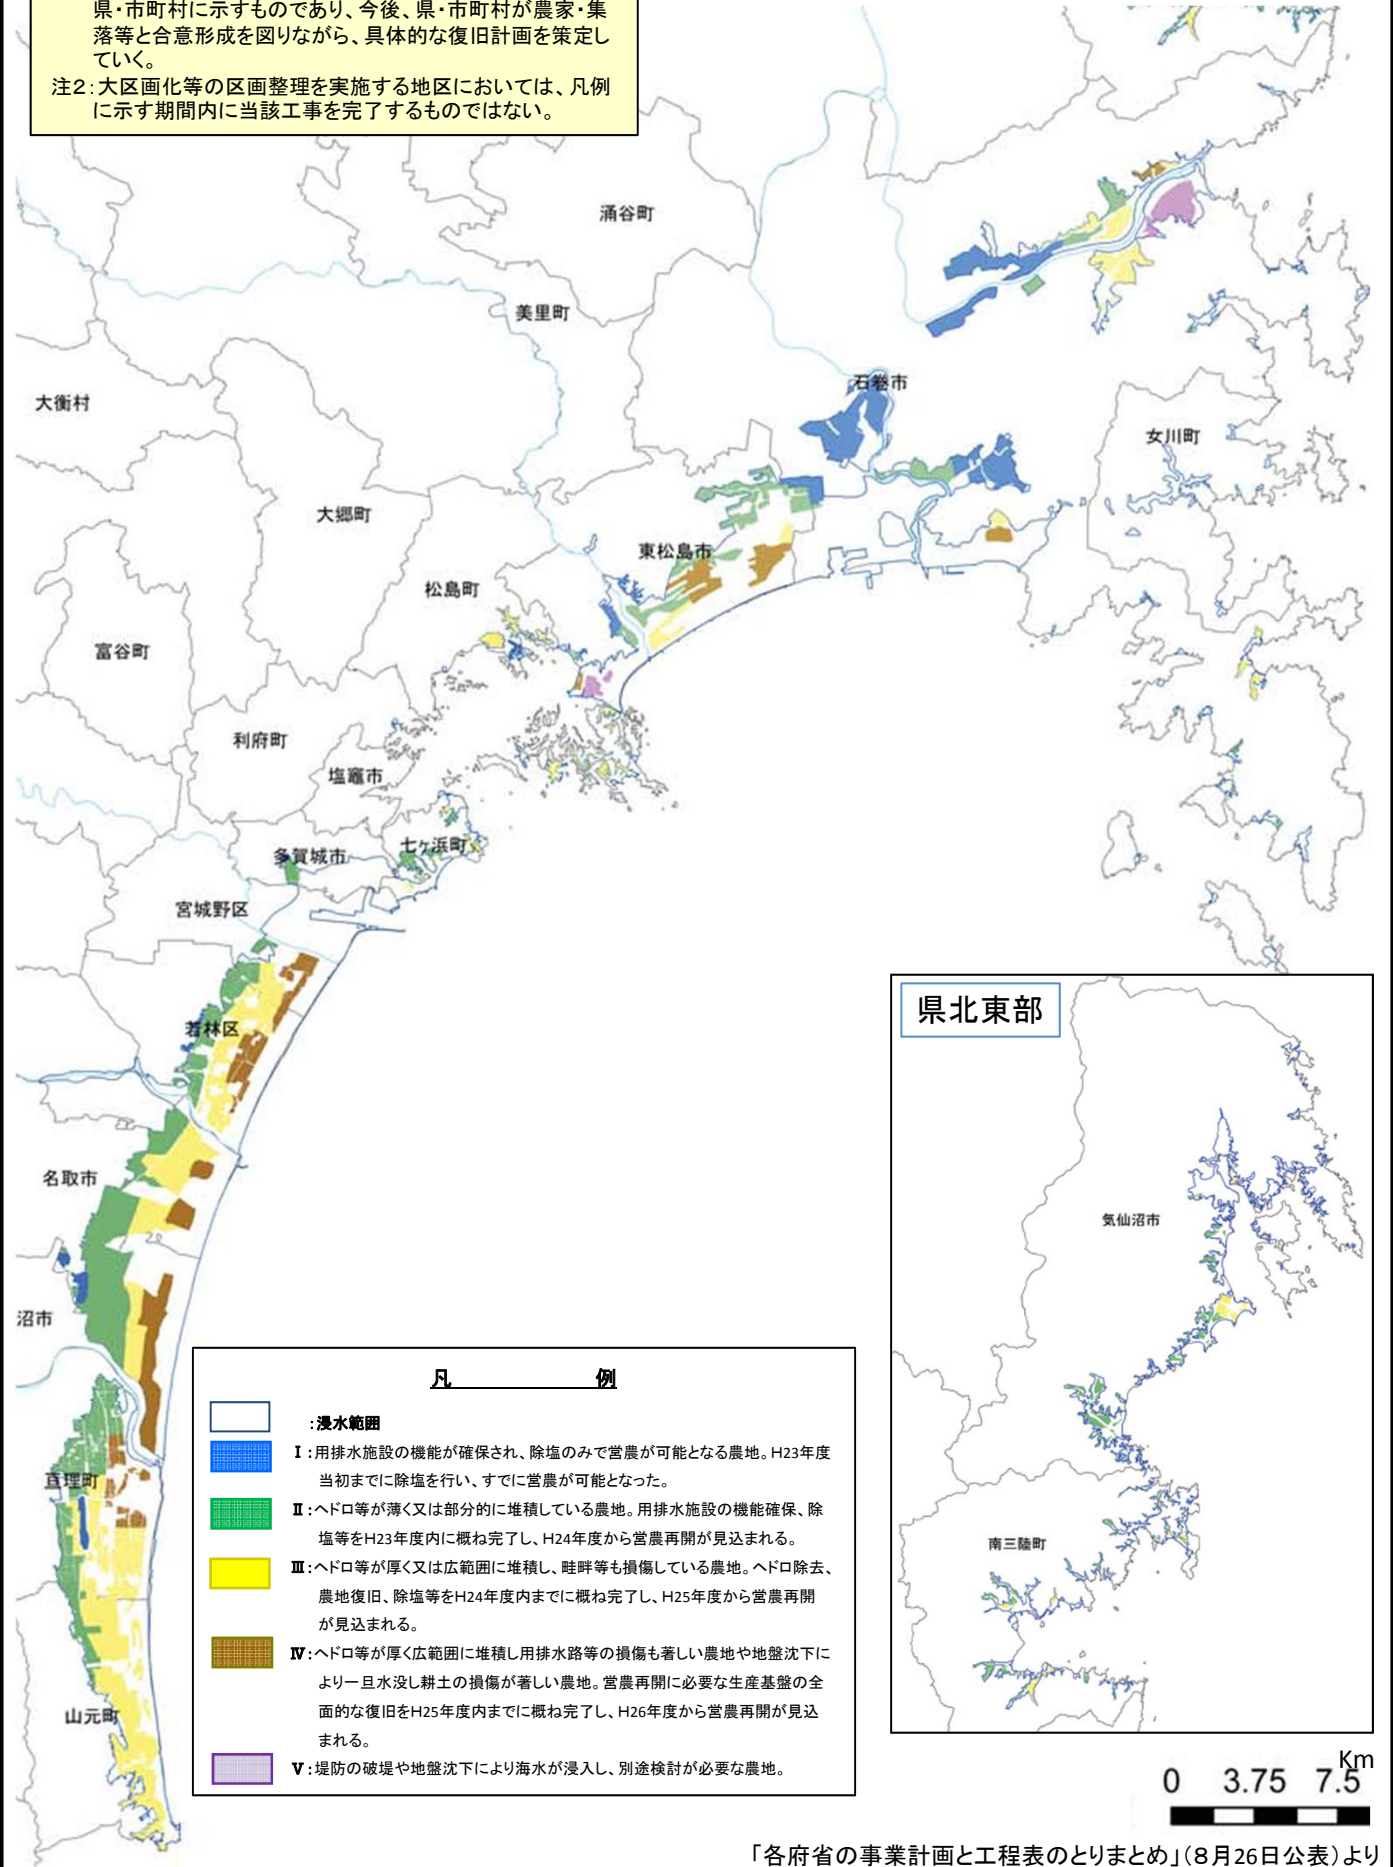 県・市町村に示すものであり、今後、県・市町村が農家・集
落等と合意形成を図りながら、具体的な復旧計画を策定し
ていく。
注2：大区画化等の区画整理を実施する地区においては、凡例
に示す期間内に当該工事を完了するものではない。
涌谷町
美里町
石巻市
大衡村
女川町
大郷町
東松島市
松島町
富谷町
利府町
塩竈市
多賀城市
七ヶ浜町
宮城野区
若林区
名取市
沼市
亘理町
山元町
県北東部
気仙沼市
南三陸町
凡 例
：浸水範囲
Ⅰ：用排水施設の機能が確保され、除塩のみで営農が可能となる農地。H23年度
当初までに除塩を行い、すでに営農が可能となった。
Ⅱ：ヘドロ等が薄く又は部分的に堆積している農地。用排水施設の機能確保、除
塩等をH23年度内に概ね完了し、H24年度から営農再開が見込まれる。
Ⅲ：ヘドロ等が厚く又は広範囲に堆積し、畦畔等も損傷している農地。ヘドロ除去、
農地復旧、除塩等をH24年度内までに概ね完了し、H25年度から営農再開
が見込まれる。
Ⅳ：ヘドロ等が厚く広範囲に堆積し用排水路等の損傷も著しい農地や地盤沈下に
より一旦水没し耕土の損傷が著しい農地。営農再開に必要な生産基盤の全
面的な復旧をH25年度内までに概ね完了し、H26年度から営農再開が見込
まれる。
Ⅴ：堤防の破堤や地盤沈下により海水が浸入し、別途検討が必要な農地。
Km
0 3.75 7.5
「各府省の事業計画と工程表のとりまとめ」（８月26日公表）より